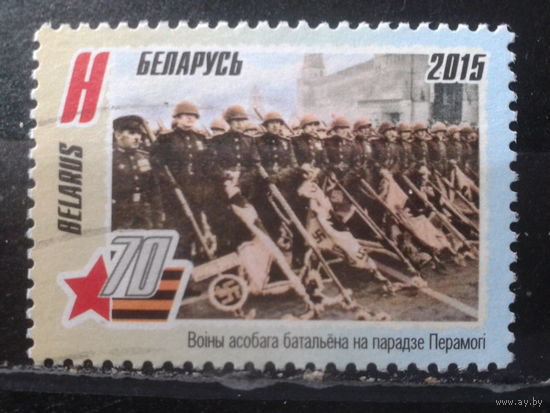 H БЕЛАРУСЬ 2015
BELARUS
70
Воіны асобага батальёна на парадзе Перамогі
www.ay.by